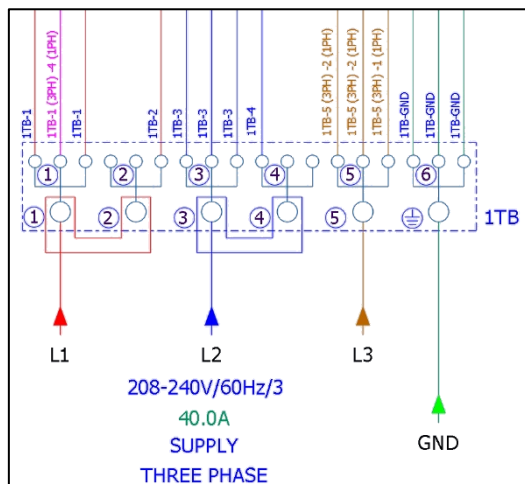 1TB-1
1TB-1 (3PH) -4 (1PH)
1TB-1
1TB-2
1TB-3
1TB-3
1TB-3
1TB-4
1TB-5 (3PH) -2 (1PH)
1TB-5 (3PH) -2 (1PH)
1TB-5 (3PH) -1 (1PH)
1TB-GND
1TB-GND
1TB-GND
1 2 3 4 5 6
1 2 3 4 5
1TB
L1 L2 L3
208-240V/60Hz/3
40.0A
SUPPLY
THREE PHASE
GND